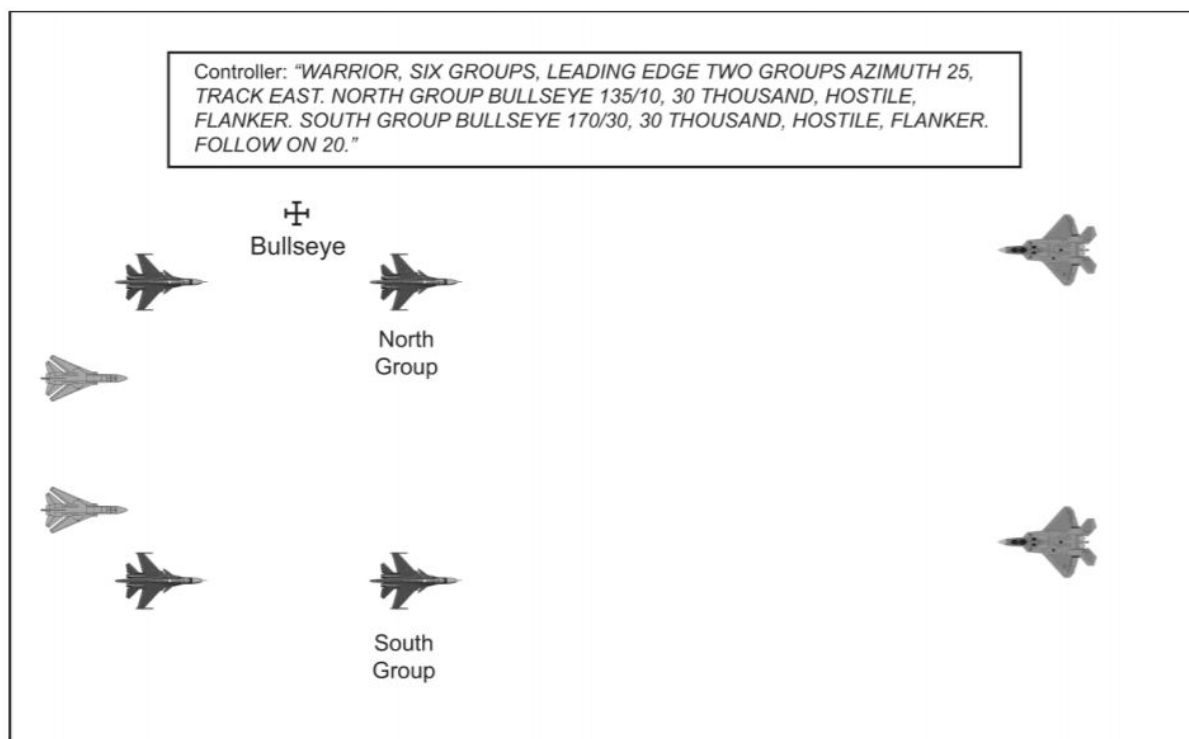 Controller: “WARRIOR, SIX GROUPS, LEADING EDGE TWO GROUPS AZIMUTH 25,
TRACK EAST. NORTH GROUP BULLSEYE 135/10, 30 THOUSAND, HOSTILE,
FLANKER. SOUTH GROUP BULLSEYE 170/30, 30 THOUSAND, HOSTILE, FLANKER.
FOLLOW ON 20.”
Bullseye
North
Group
South
Group